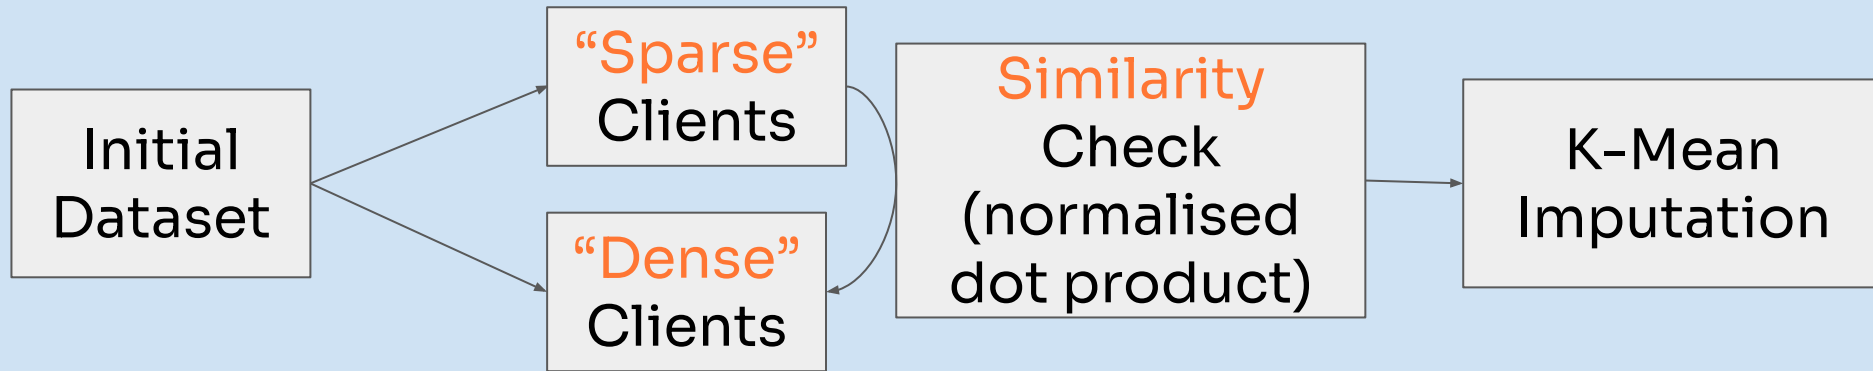 Initial
Dataset
“Sparse”
Clients
“Dense”
Clients
Similarity
Check
(normalised
dot product)
K-Mean
Imputation